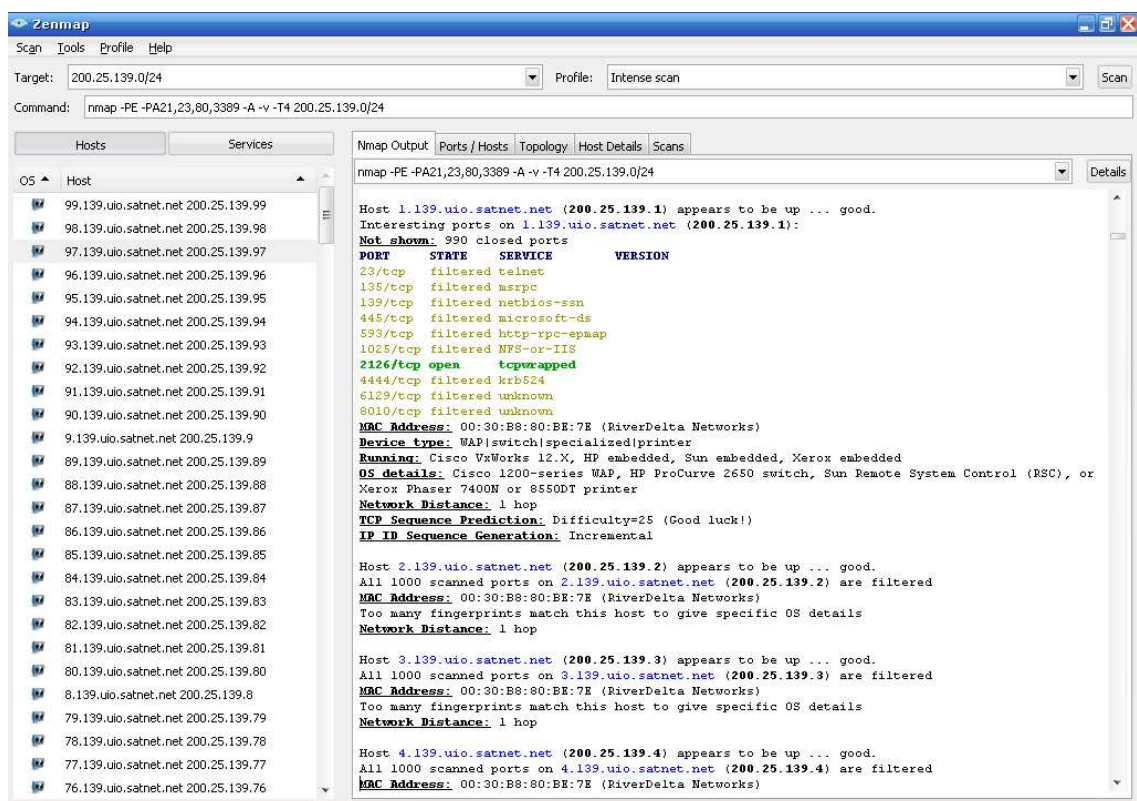 Zenmap
Scan Tools Profile Help
Target: 200.25.139.0/24 Profile: Intense scan Scan
Command: nmap -PE -PA21,23,80,3389 -A -v -T4 200.25.139.0/24
Hosts Services
OS Host
99.139.uio.satnet.net 200.25.139.99
98.139.uio.satnet.net 200.25.139.98
97.139.uio.satnet.net 200.25.139.97
96.139.uio.satnet.net 200.25.139.96
95.139.uio.satnet.net 200.25.139.95
94.139.uio.satnet.net 200.25.139.94
93.139.uio.satnet.net 200.25.139.93
92.139.uio.satnet.net 200.25.139.92
91.139.uio.satnet.net 200.25.139.91
90.139.uio.satnet.net 200.25.139.90
9.139.uio.satnet.net 200.25.139.9
89.139.uio.satnet.net 200.25.139.89
88.139.uio.satnet.net 200.25.139.88
87.139.uio.satnet.net 200.25.139.87
86.139.uio.satnet.net 200.25.139.86
85.139.uio.satnet.net 200.25.139.85
84.139.uio.satnet.net 200.25.139.84
83.139.uio.satnet.net 200.25.139.83
82.139.uio.satnet.net 200.25.139.82
81.139.uio.satnet.net 200.25.139.81
80.139.uio.satnet.net 200.25.139.80
8.139.uio.satnet.net 200.25.139.8
79.139.uio.satnet.net 200.25.139.79
78.139.uio.satnet.net 200.25.139.78
77.139.uio.satnet.net 200.25.139.77
76.139.uio.satnet.net 200.25.139.76
Nmap Output Ports / Hosts Topology Host Details Scans
nmap -PE -PA21,23,80,3389 -A -v -T4 200.25.139.0/24 Details
Host 1.139.uio.satnet.net (200.25.139.1) appears to be up ... good.
Interesting ports on 1.139.uio.satnet.net (200.25.139.1):
Not shown: 990 closed ports
PORT STATE SERVICE VERSION
23/tcp filtered telnet
135/tcp filtered msrpc
139/tcp filtered netbios-ssn
445/tcp filtered microsoft-ds
593/tcp filtered http-rpc-epmap
1025/tcp filtered NFS-or-IIS
2126/tcp open tcpwrapped
4444/tcp filtered krb524
6129/tcp filtered unknown
8010/tcp filtered unknown
MAC Address: 00:30:B8:80:BE:7E (RiverDelta Networks)
Device type: WAP|switch|specialized|printer
Running: Cisco VxWorks 12.X, HP embedded, Sun embedded, Xerox embedded
OS details: Cisco 1200-series WAP, HP ProCurve 2650 switch, Sun Remote System Control (RSC), or
Xerox Phaser 7400N or 8550DT printer
Network Distance: 1 hop
TCP Sequence Prediction: Difficulty=25 (Good luck!)
IP ID Sequence Generation: Incremental
Host 2.139.uio.satnet.net (200.25.139.2) appears to be up ... good.
All 1000 scanned ports on 2.139.uio.satnet.net (200.25.139.2) are filtered
MAC Address: 00:30:B8:80:BE:7E (RiverDelta Networks)
Too many fingerprints match this host to give specific OS details
Network Distance: 1 hop
Host 3.139.uio.satnet.net (200.25.139.3) appears to be up ... good.
All 1000 scanned ports on 3.139.uio.satnet.net (200.25.139.3) are filtered
MAC Address: 00:30:B8:80:BE:7E (RiverDelta Networks)
Too many fingerprints match this host to give specific OS details
Network Distance: 1 hop
Host 4.139.uio.satnet.net (200.25.139.4) appears to be up ... good.
All 1000 scanned ports on 4.139.uio.satnet.net (200.25.139.4) are filtered
MAC Address: 00:30:B8:80:BE:7E (RiverDelta Networks)